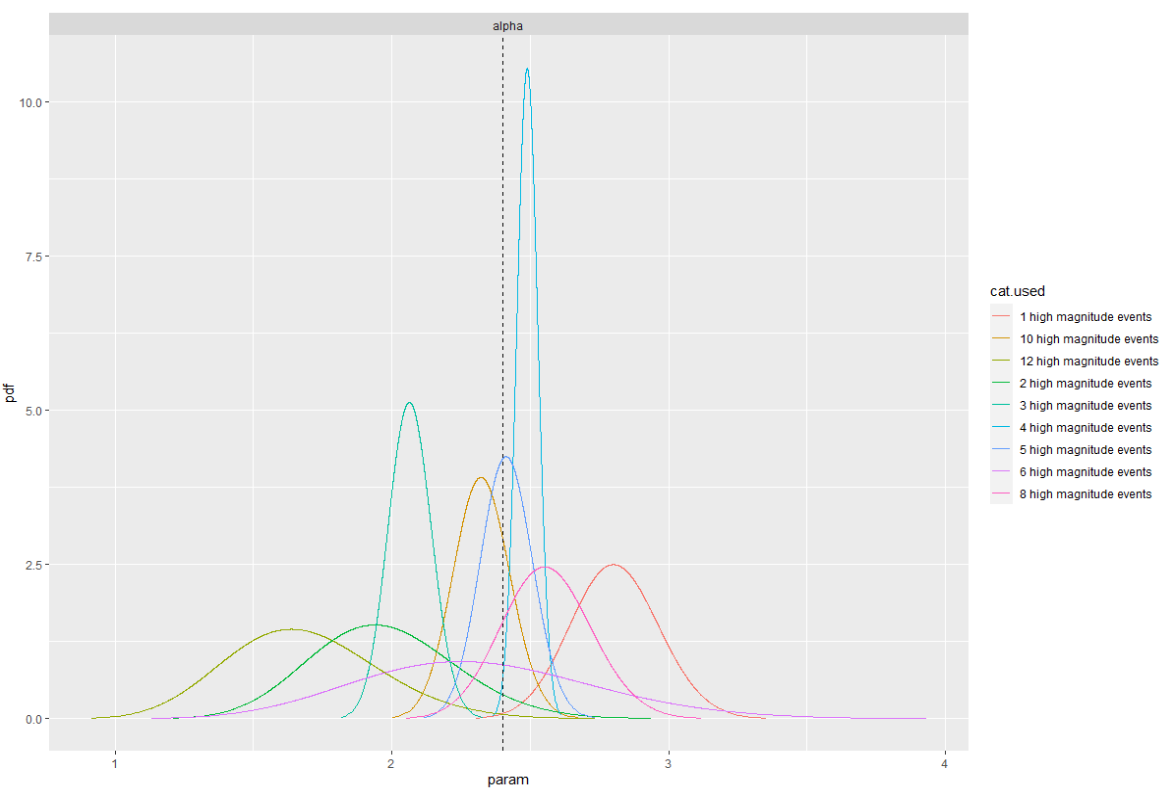 alpha
10.0
7.5
5.0
2.5
0.0
pdf
1 2 3 4
param
cat.used
1 high magnitude events
10 high magnitude events
12 high magnitude events
2 high magnitude events
3 high magnitude events
4 high magnitude events
5 high magnitude events
6 high magnitude events
8 high magnitude events